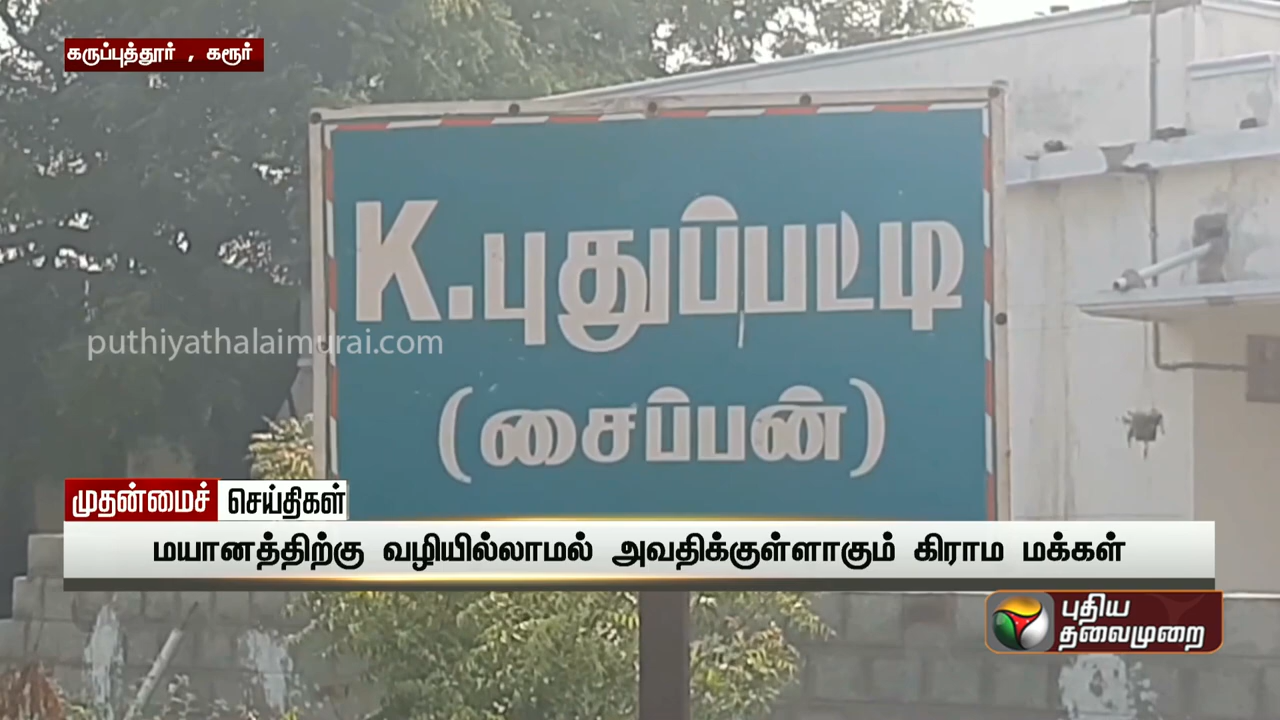 கருப்புத்தூர் , கரூர்
K.புதுப்பட்டி
puthiyathalaimurai.com
(சைப்பன்)
முதன்மைச் செய்திகள்
மயானத்திற்கு வழியில்லாமல் அவதிக்குள்ளாகும் கிராம மக்கள்
புதிய
தலைமுறை